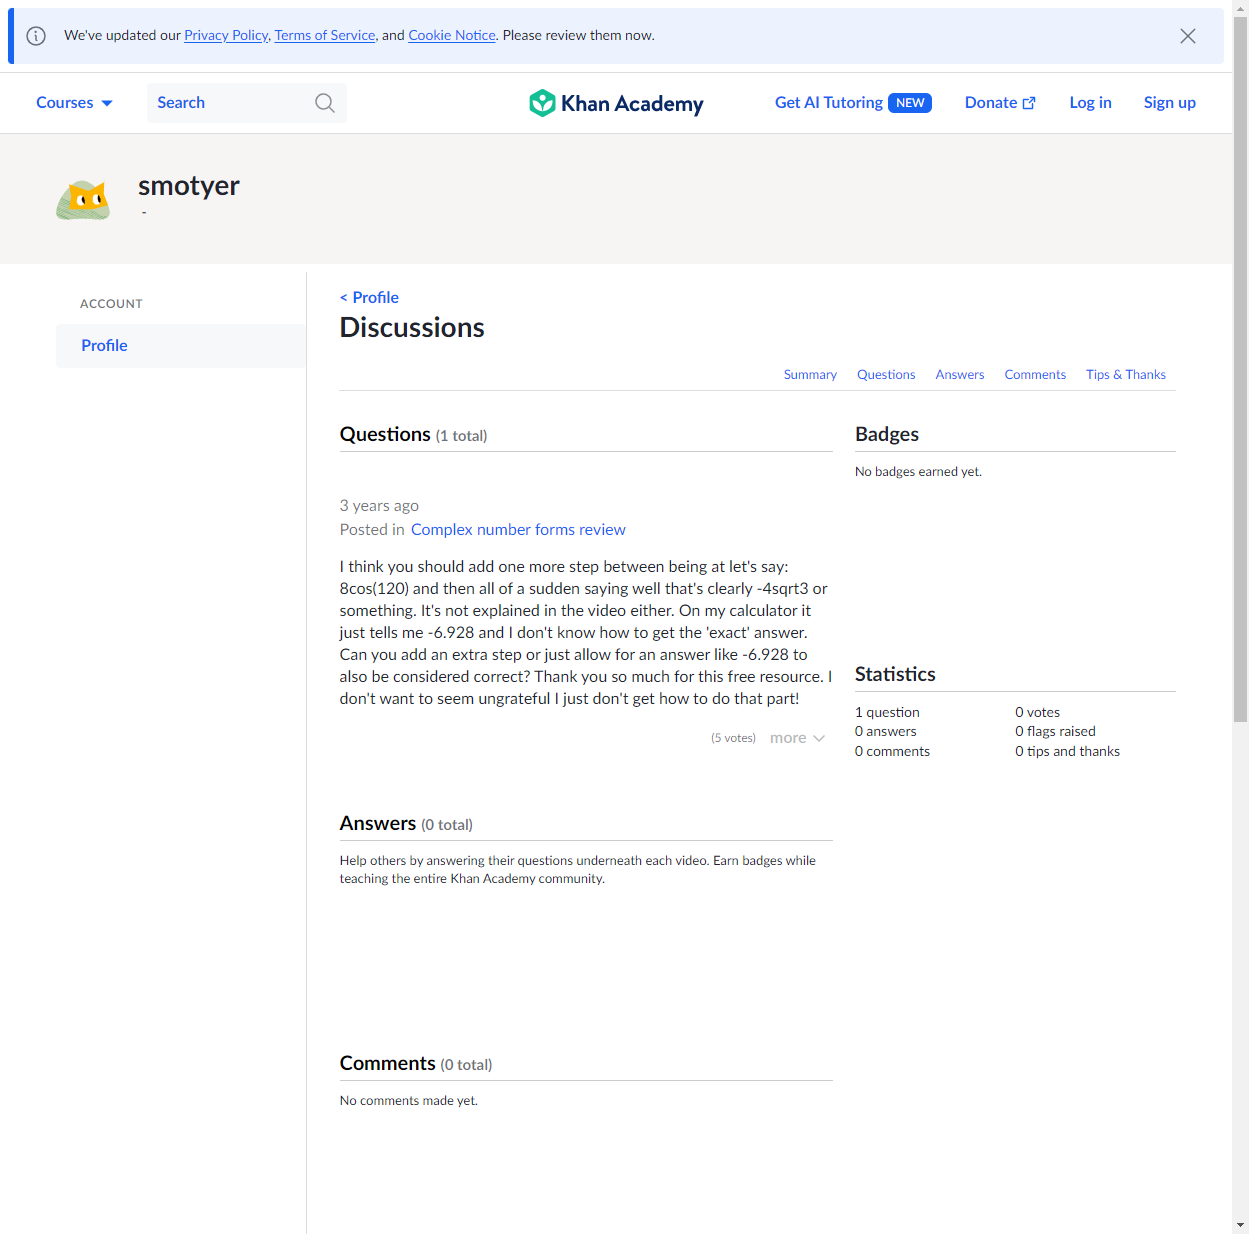 We've updated our Privacy Policy, Terms of Service, and Cookie Notice. Please review them now.
Courses
Search
Khan Academy
Get AI Tutoring NEW
Donate
Log in
Sign up
smotyer
-
ACCOUNT
Profile
< Profile
Discussions
Summary
Questions
Answers
Comments
Tips & Thanks
Questions (1 total)
3 years ago
Posted in Complex number forms review
I think you should add one more step between being at let's say:
8cos(120) and then all of a sudden saying well that's clearly -4sqrt3 or
something. It's not explained in the video either. On my calculator it
just tells me -6.928 and I don't know how to get the 'exact' answer.
Can you add an extra step or just allow for an answer like -6.928 to
also be considered correct? Thank you so much for this free resource. I
don't want to seem ungrateful I just don't get how to do that part!
(5 votes)
more
Answers (0 total)
Help others by answering their questions underneath each video. Earn badges while
teaching the entire Khan Academy community.
Comments (0 total)
No comments made yet.
Badges
No badges earned yet.
Statistics
1 question
0 votes
0 answers
0 flags raised
0 comments
0 tips and thanks